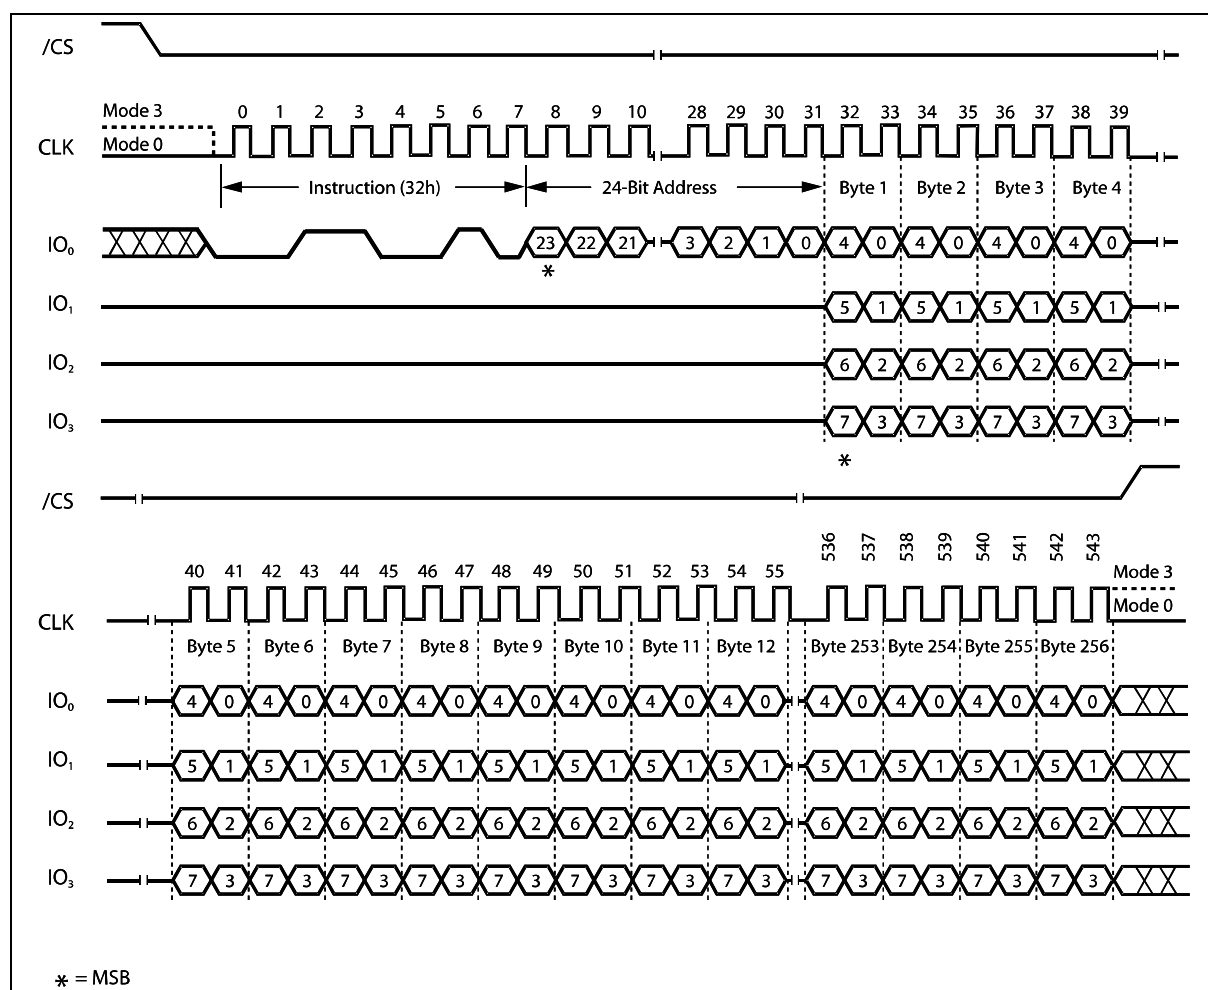 /CS
0 1 2 3 4 5 6 7 8 9 10 28 29 30 31 32 33 34 35 36 37 38 39
Mode 3
CLK
Mode 0
Instruction (32h) 24-Bit Address Byte 1 Byte 2 Byte 3 Byte 4
IO0 23 22 21 3 2 1 0 4 0 4 0 4 0 4 0
*
IO1 5 1 5 1 5 1 5 1
IO2 6 2 6 2 6 2 6 2
IO3 7 3 7 3 7 3 7 3
*
/CS
536 537 538 539 540 541 542 543
40 41 42 43 44 45 46 47 48 49 50 51 52 53 54 55
Mode 3
CLK
Mode 0
Byte 5 Byte 6 Byte 7 Byte 8 Byte 9 Byte 10 Byte 11 Byte 12 Byte 253 Byte 254 Byte 255 Byte 256
IO0 4 0 4 0 4 0 4 0 4 0 4 0 4 0 4 0 4 0 4 0 4 0 4 0
IO1 5 1 5 1 5 1 5 1 5 1 5 1 5 1 5 1 5 1 5 1 5 1 5 1
IO2 6 2 6 2 6 2 6 2 6 2 6 2 6 2 6 2 6 2 6 2 6 2 6 2
IO3 7 3 7 3 7 3 7 3 7 3 7 3 7 3 7 3 7 3 7 3 7 3 7 3
* = MSB